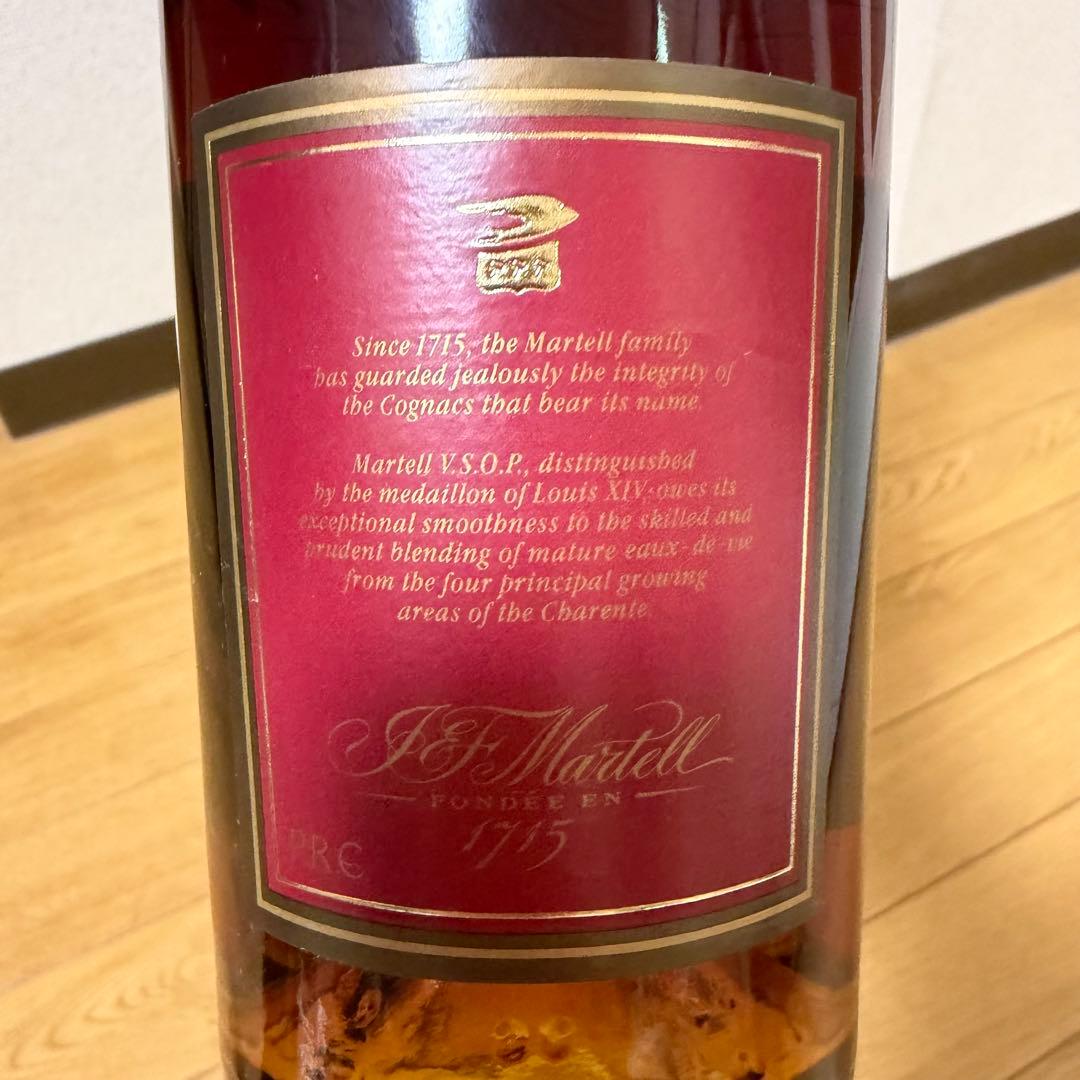 Since 1715, the Martell family
has guarded jealously the integrity of
the Cognacs that bear its name.
Martell V.S.O.P., distinguished
by the medaillon of Louis XIV-owes its
exceptional smoothness to the skilled and
prudent blending of mature eaux-de-vie
from the four principal growing
areas of the Charente.
J&F Martell
FONDÉE EN
1715
PRC